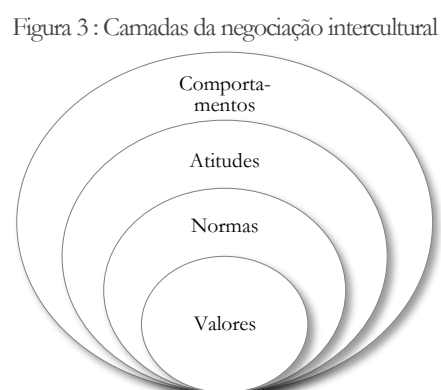 Figura 3 : Camadas da negociação intercultural
Comporta-
mentos
Atitudes
Normas
Valores